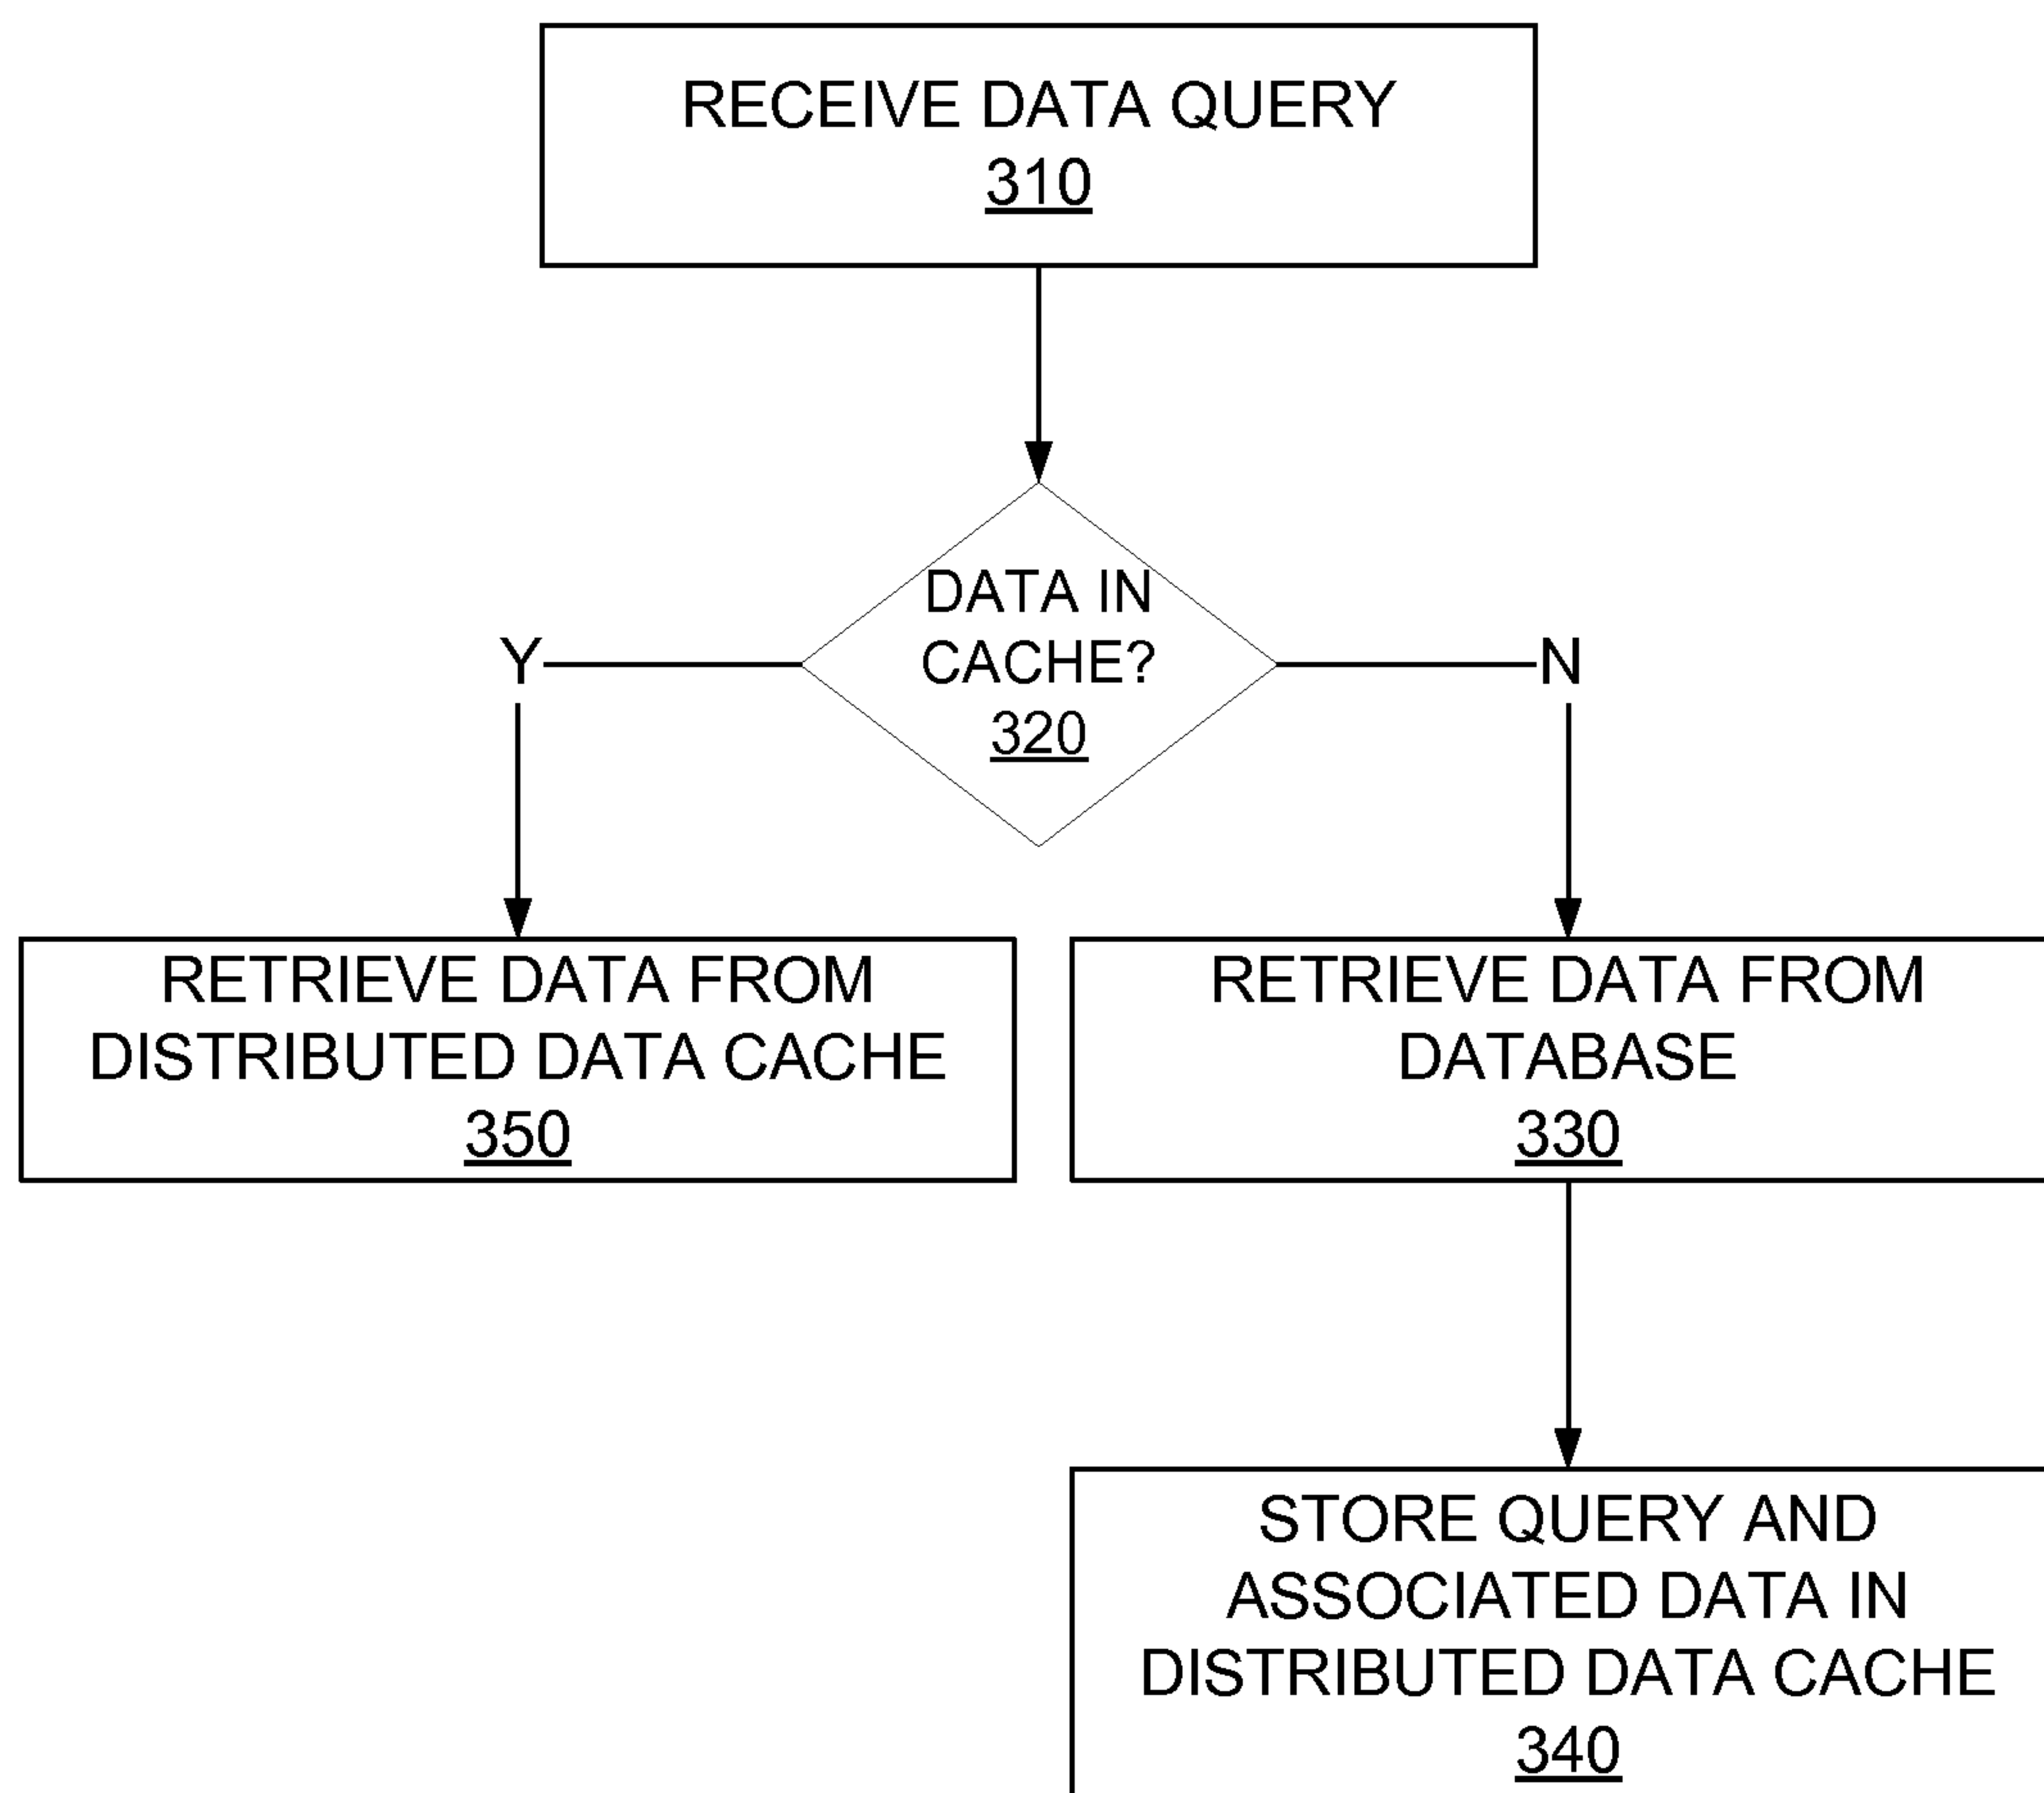 RECEIVE DATA QUERY
310
DATA IN
CACHE?
320
Y
N
RETRIEVE DATA FROM
DISTRIBUTED DATA CACHE
350
RETRIEVE DATA FROM
DATABASE
330
STORE QUERY AND
ASSOCIATED DATA IN
DISTRIBUTED DATA CACHE
340